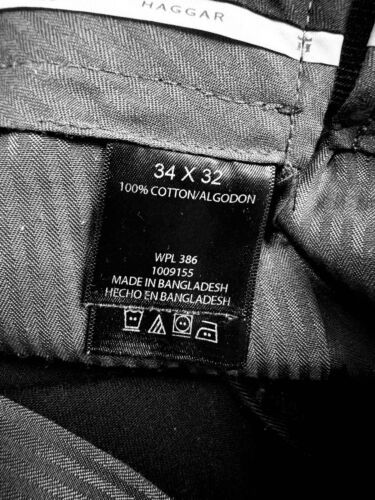 HAGGAR
34 X 32
100% COTTON/ALGODON
WPL 386
1009155
MADE IN BANGLADESH
HECHO EN BANGLADESH